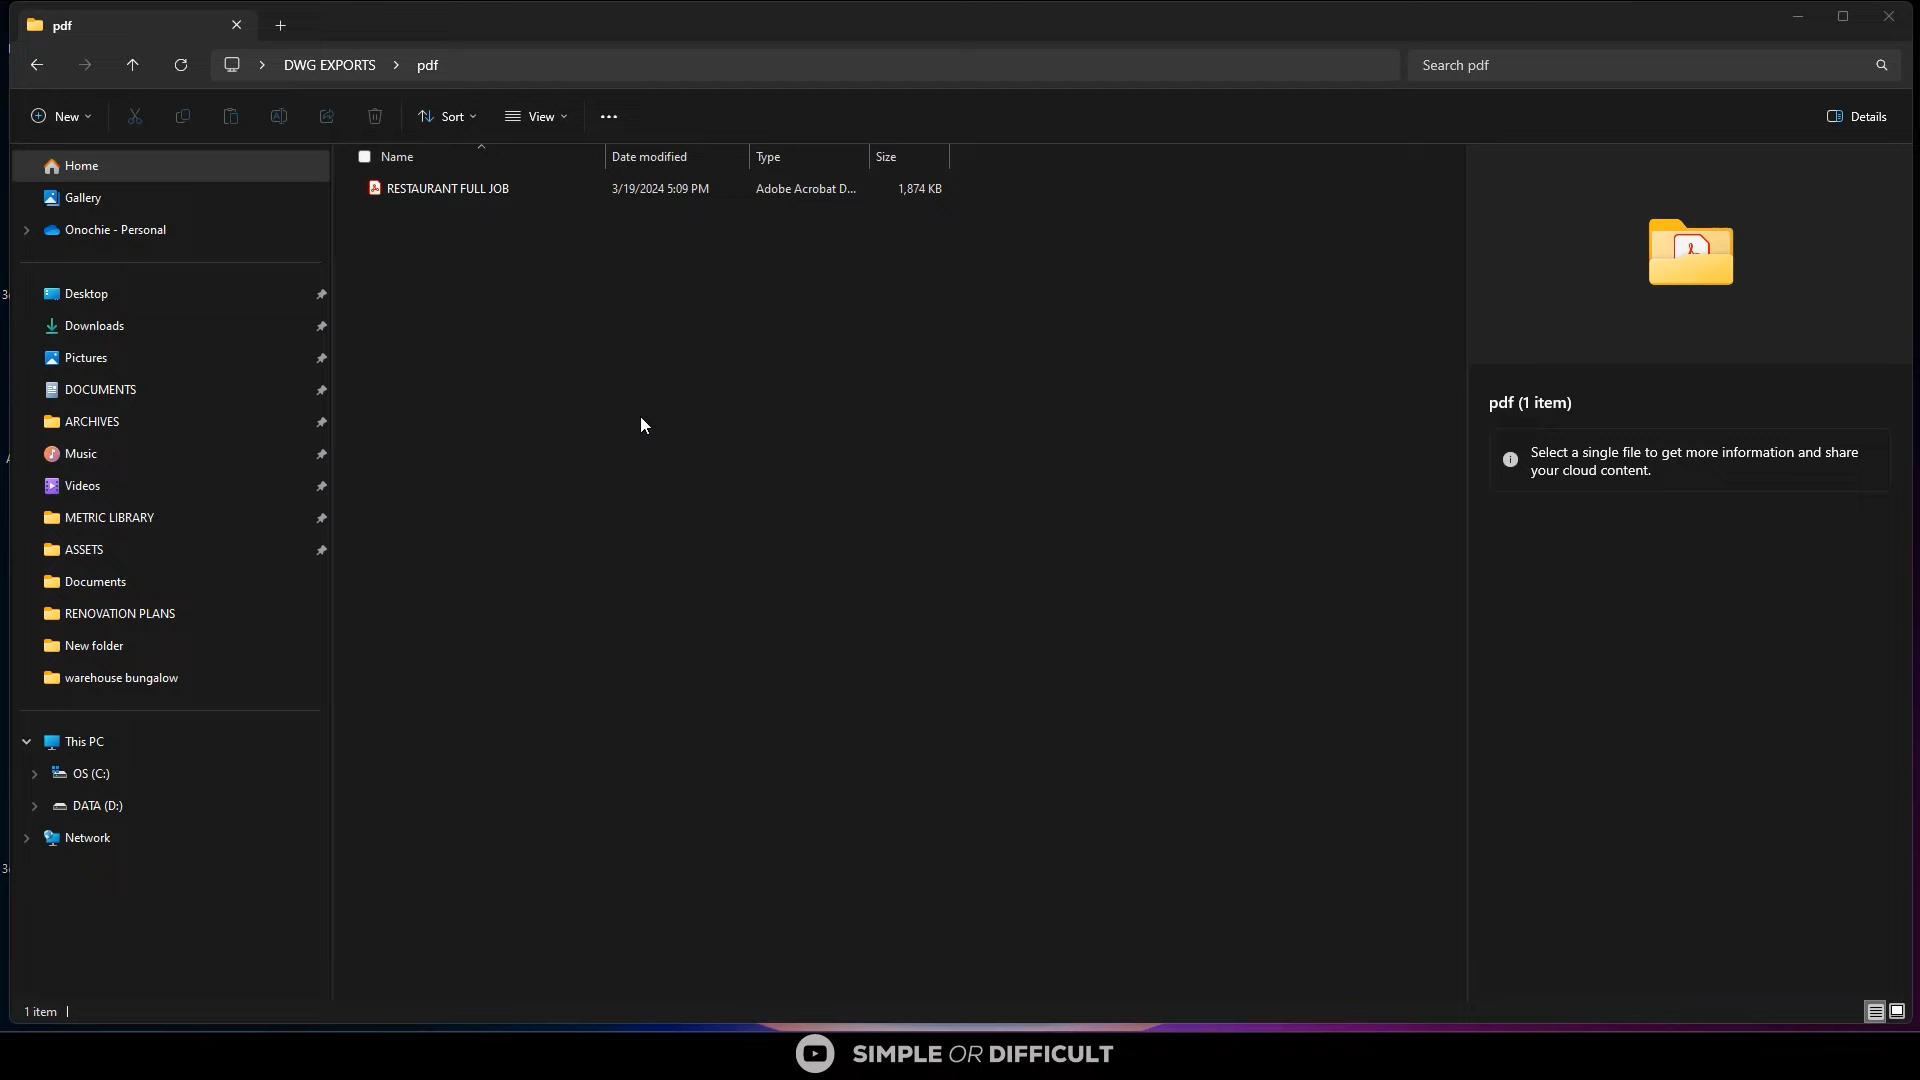 pdf
DWG EXPORTS
pdf
Search pdf
New
Sort
View
Details
Home
Gallery
Onochie - Personal
Desktop
Downloads
Pictures
DOCUMENTS
ARCHIVES
Music
Videos
METRIC LIBRARY
ASSETS
Documents
RENOVATION PLANS
New folder
warehouse bungalow
This PC
OS (C:)
DATA (D:)
Network
Name Date modified Type Size
RESTAURANT FULL JOB 3/19/2024 5:09 PM Adobe Acrobat D... 1,874 KB
pdf (1 item)
Select a single file to get more information and share
your cloud content.
1 item
SIMPLE OR DIFFICULT